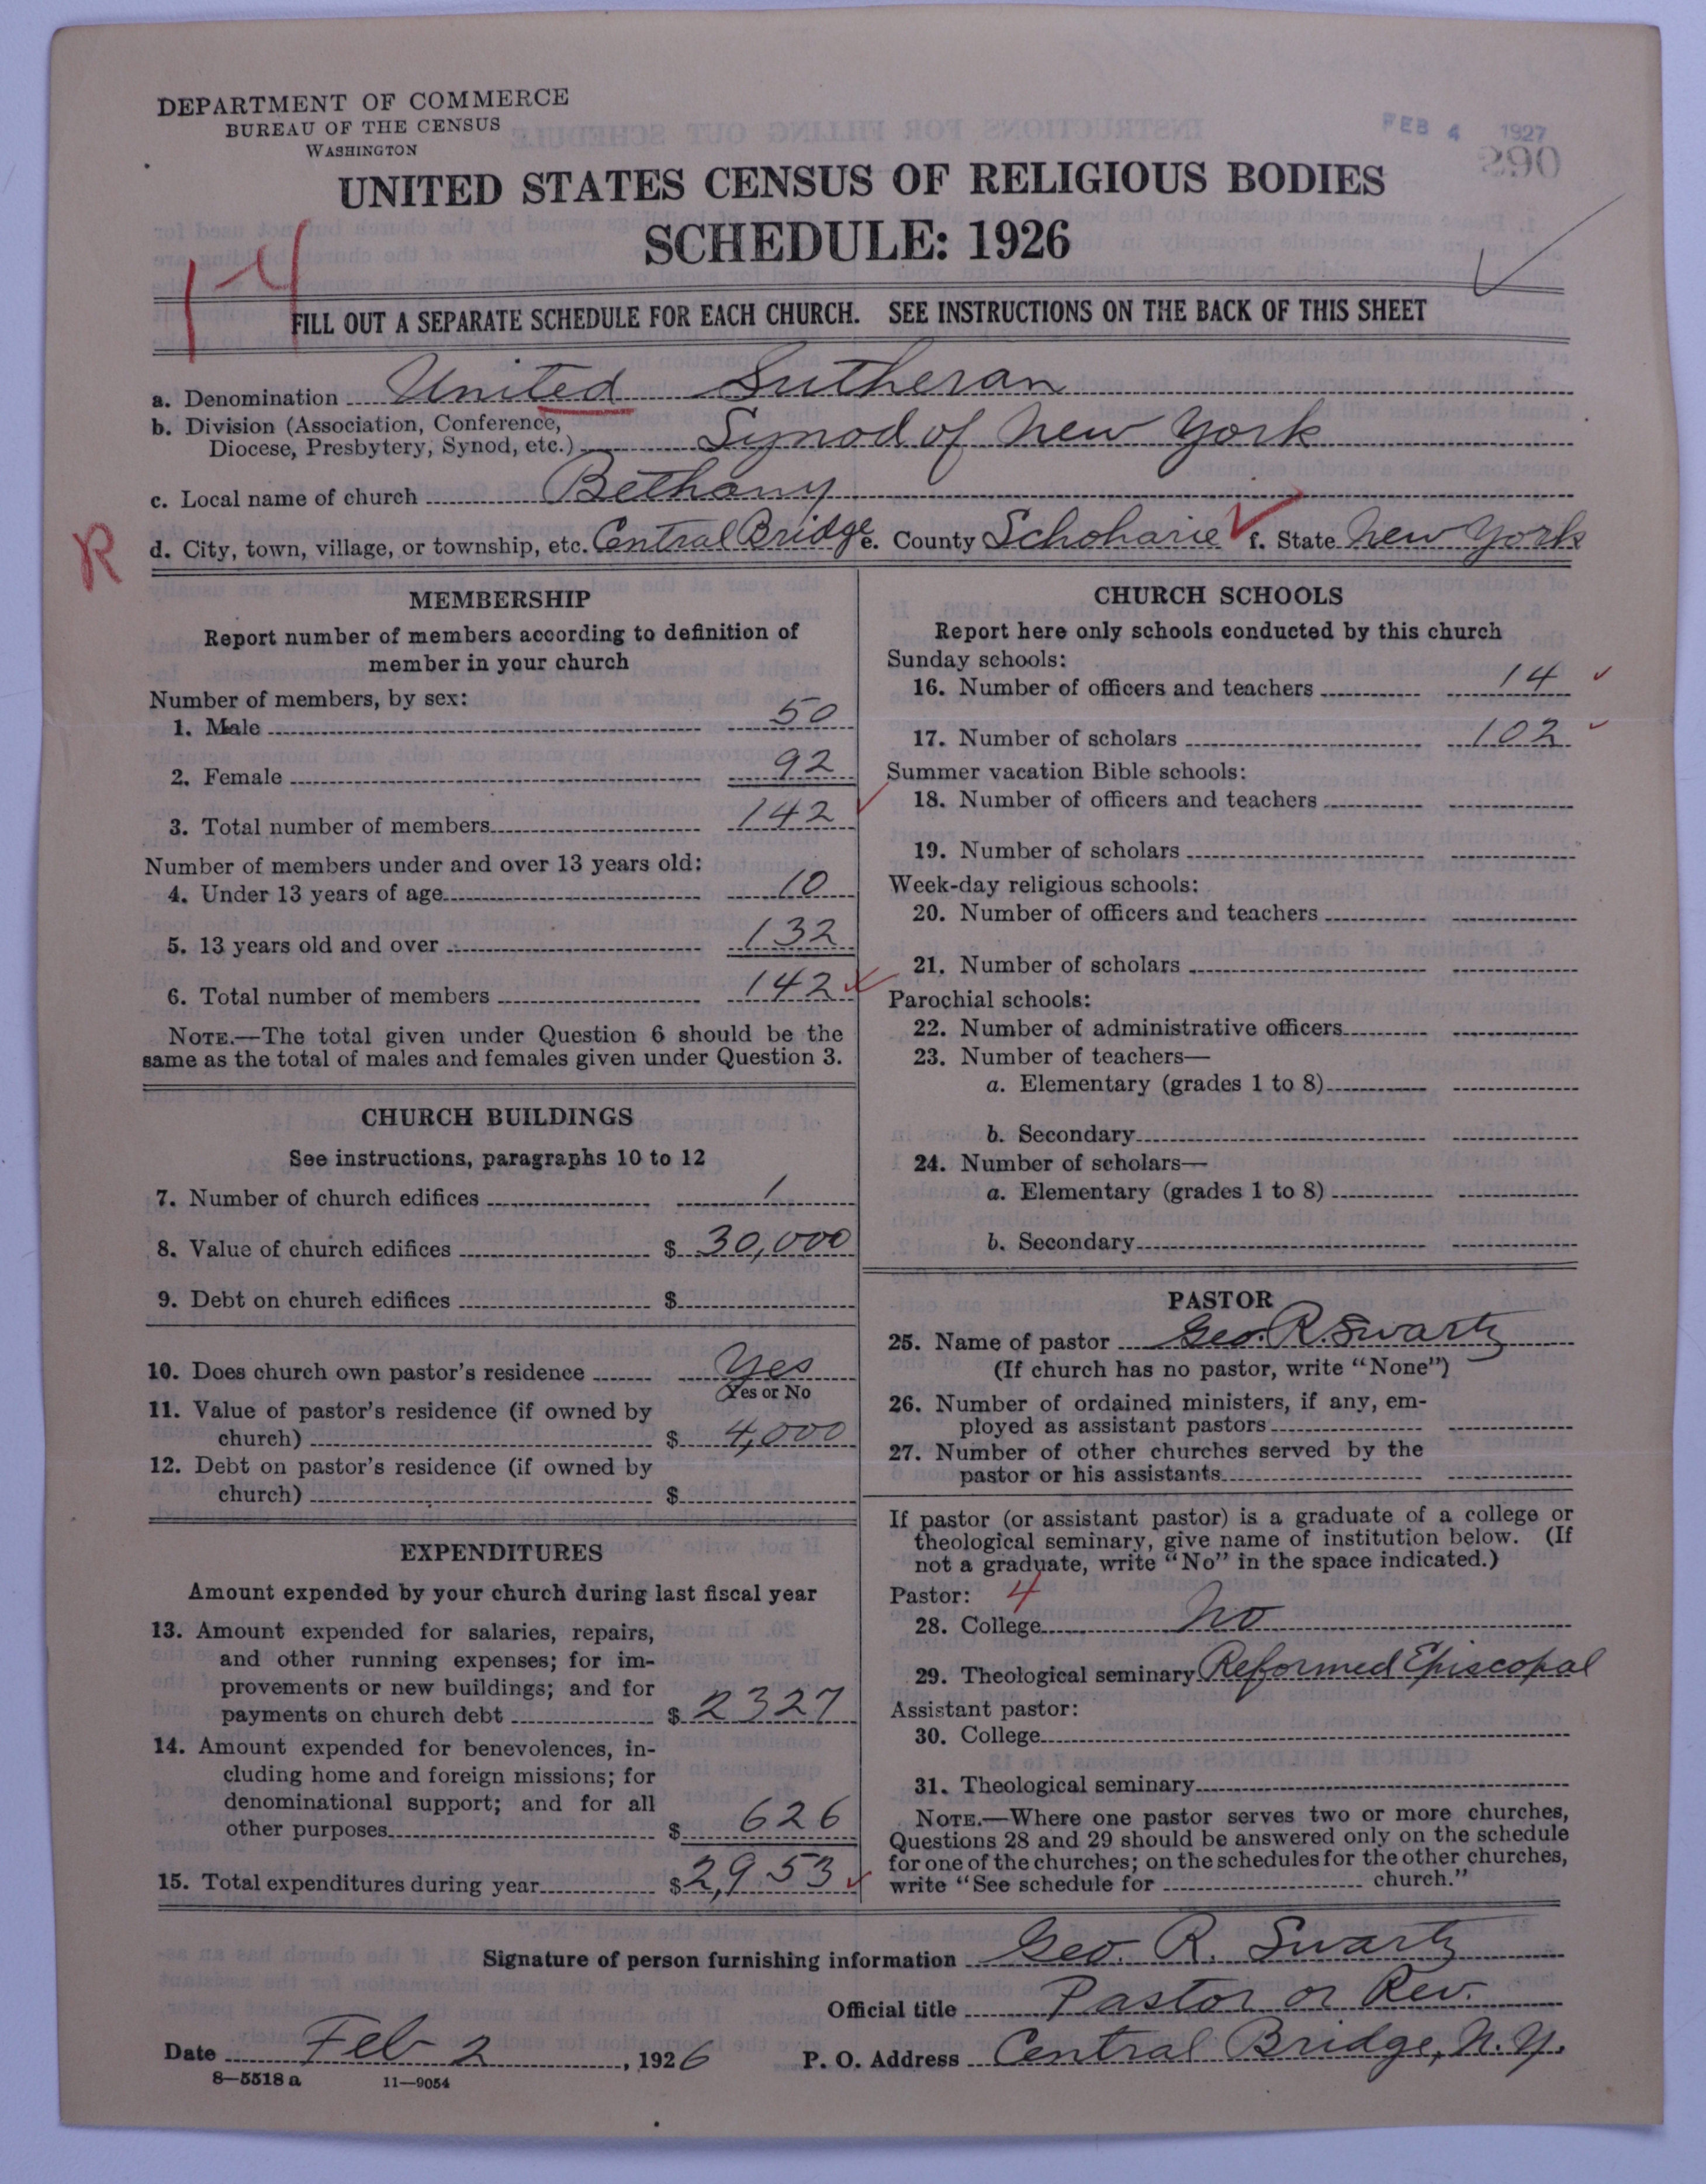 DEPARTMENT OF COMMERCE
BUREAU OF THE CENSUS
WASHINGTON
FEB 4 1927
290
UNITED STATES CENSUS OF RELIGIOUS BODIES
SCHEDULE: 1926
FILL OUT A SEPARATE SCHEDULE FOR EACH CHURCH. SEE INSTRUCTIONS ON THE BACK OF THIS SHEET
a. Denomination United Lutheran
b. Division (Association, Conference,
Diocese, Presbytery, Synod, etc.) Synod of New York
c. Local name of church Bethany
R
d. City, town, village, or township, etc. Central Bridge e. County Schoharie f. State New York
MEMBERSHIP
Report number of members according to definition of
member in your church
Number of members, by sex:
1. Male 50
2. Female 92
3. Total number of members 142
Number of members under and over 13 years old:
4. Under 13 years of age 10
5. 13 years old and over 132
6. Total number of members 142
NOTE.—The total given under Question 6 should be the
same as the total of males and females given under Question 3.
CHURCH BUILDINGS
See instructions, paragraphs 10 to 12
7. Number of church edifices 1
8. Value of church edifices $ 30,000
9. Debt on church edifices $
10. Does church own pastor's residence Yes
Yes or No
11. Value of pastor's residence (if owned by
church) $ 4,000
12. Debt on pastor's residence (if owned by
church) $
EXPENDITURES
Amount expended by your church during last fiscal year
13. Amount expended for salaries, repairs,
and other running expenses; for im-
provements or new buildings; and for
payments on church debt $ 2327
14. Amount expended for benevolences, in-
cluding home and foreign missions; for
denominational support; and for all
other purposes $ 626
15. Total expenditures during year $ 2,953
CHURCH SCHOOLS
Report here only schools conducted by this church
Sunday schools:
16. Number of officers and teachers 14
17. Number of scholars 102
Summer vacation Bible schools:
18. Number of officers and teachers
19. Number of scholars
Week-day religious schools:
20. Number of officers and teachers
21. Number of scholars
Parochial schools:
22. Number of administrative officers
23. Number of teachers—
a. Elementary (grades 1 to 8)
b. Secondary
24. Number of scholars—
a. Elementary (grades 1 to 8)
b. Secondary
PASTOR
25. Name of pastor Geo. R. Swartz
(If church has no pastor, write "None")
26. Number of ordained ministers, if any, em-
ployed as assistant pastors
27. Number of other churches served by the
pastor or his assistants
If pastor (or assistant pastor) is a graduate of a college or
theological seminary, give name of institution below. (If
not a graduate, write "No" in the space indicated.)
Pastor: 4
28. College No
29. Theological seminary Reformed Episcopal
Assistant pastor:
30. College
31. Theological seminary
NOTE.—Where one pastor serves two or more churches,
Questions 28 and 29 should be answered only on the schedule
for one of the churches; on the schedules for the other churches,
write "See schedule for church."
Signature of person furnishing information Geo. R. Swartz
Official title Pastor or Rev.
Date Feb 2, 1926 P. O. Address Central Bridge, N. Y.
8—5518 a 11—9054